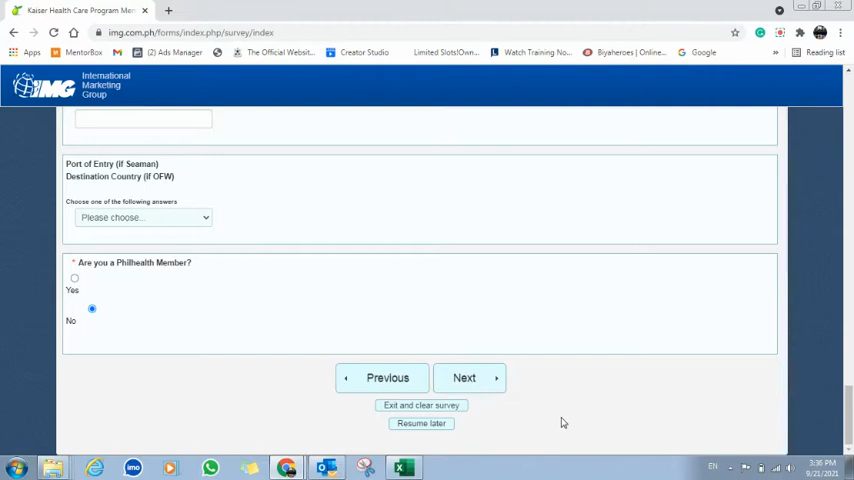 Kaiser Health Care Program Mem
img.com.ph/forms/index.php/survey/index
Apps
MentorBox
(2) Ads Manager
The Official Websit...
Creator Studio
Limited Slots!Own...
Watch Training No...
Biyaheroes | Online...
Google
Reading list
IMG
International
Marketing
Group
Port of Entry (if Seaman)
Destination Country (if OFW)
Choose one of the following answers
Please choose...
* Are you a Philhealth Member?
Yes
No
Previous
Next
Exit and clear survey
Resume later
imo
EN
3:36 PM
9/21/2021